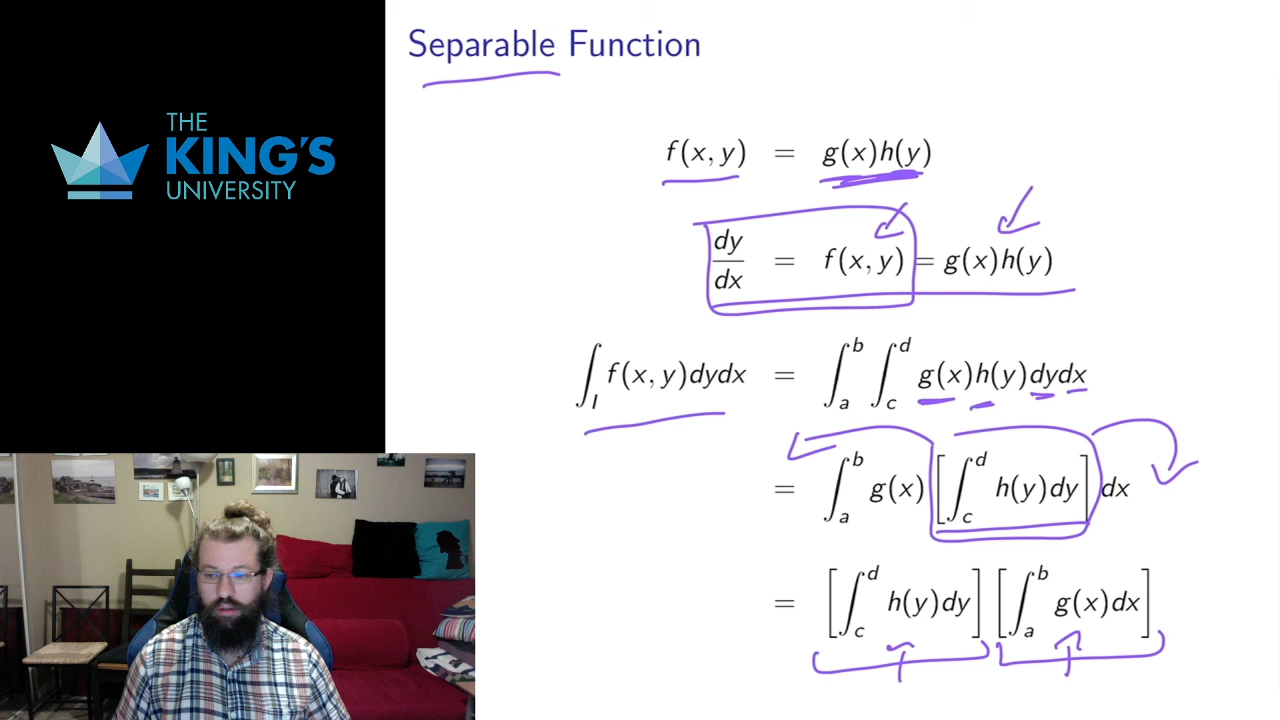 THE
KING'S
UNIVERSITY
Separable Function
f(x, y) = g(x)h(y)
dy/dx = f(x, y) = g(x)h(y)
∫_I f(x, y)dydx = ∫_a^b ∫_c^d g(x)h(y)dydx
= ∫_a^b g(x) [∫_c^d h(y)dy] dx
= [∫_c^d h(y)dy] [∫_a^b g(x)dx]